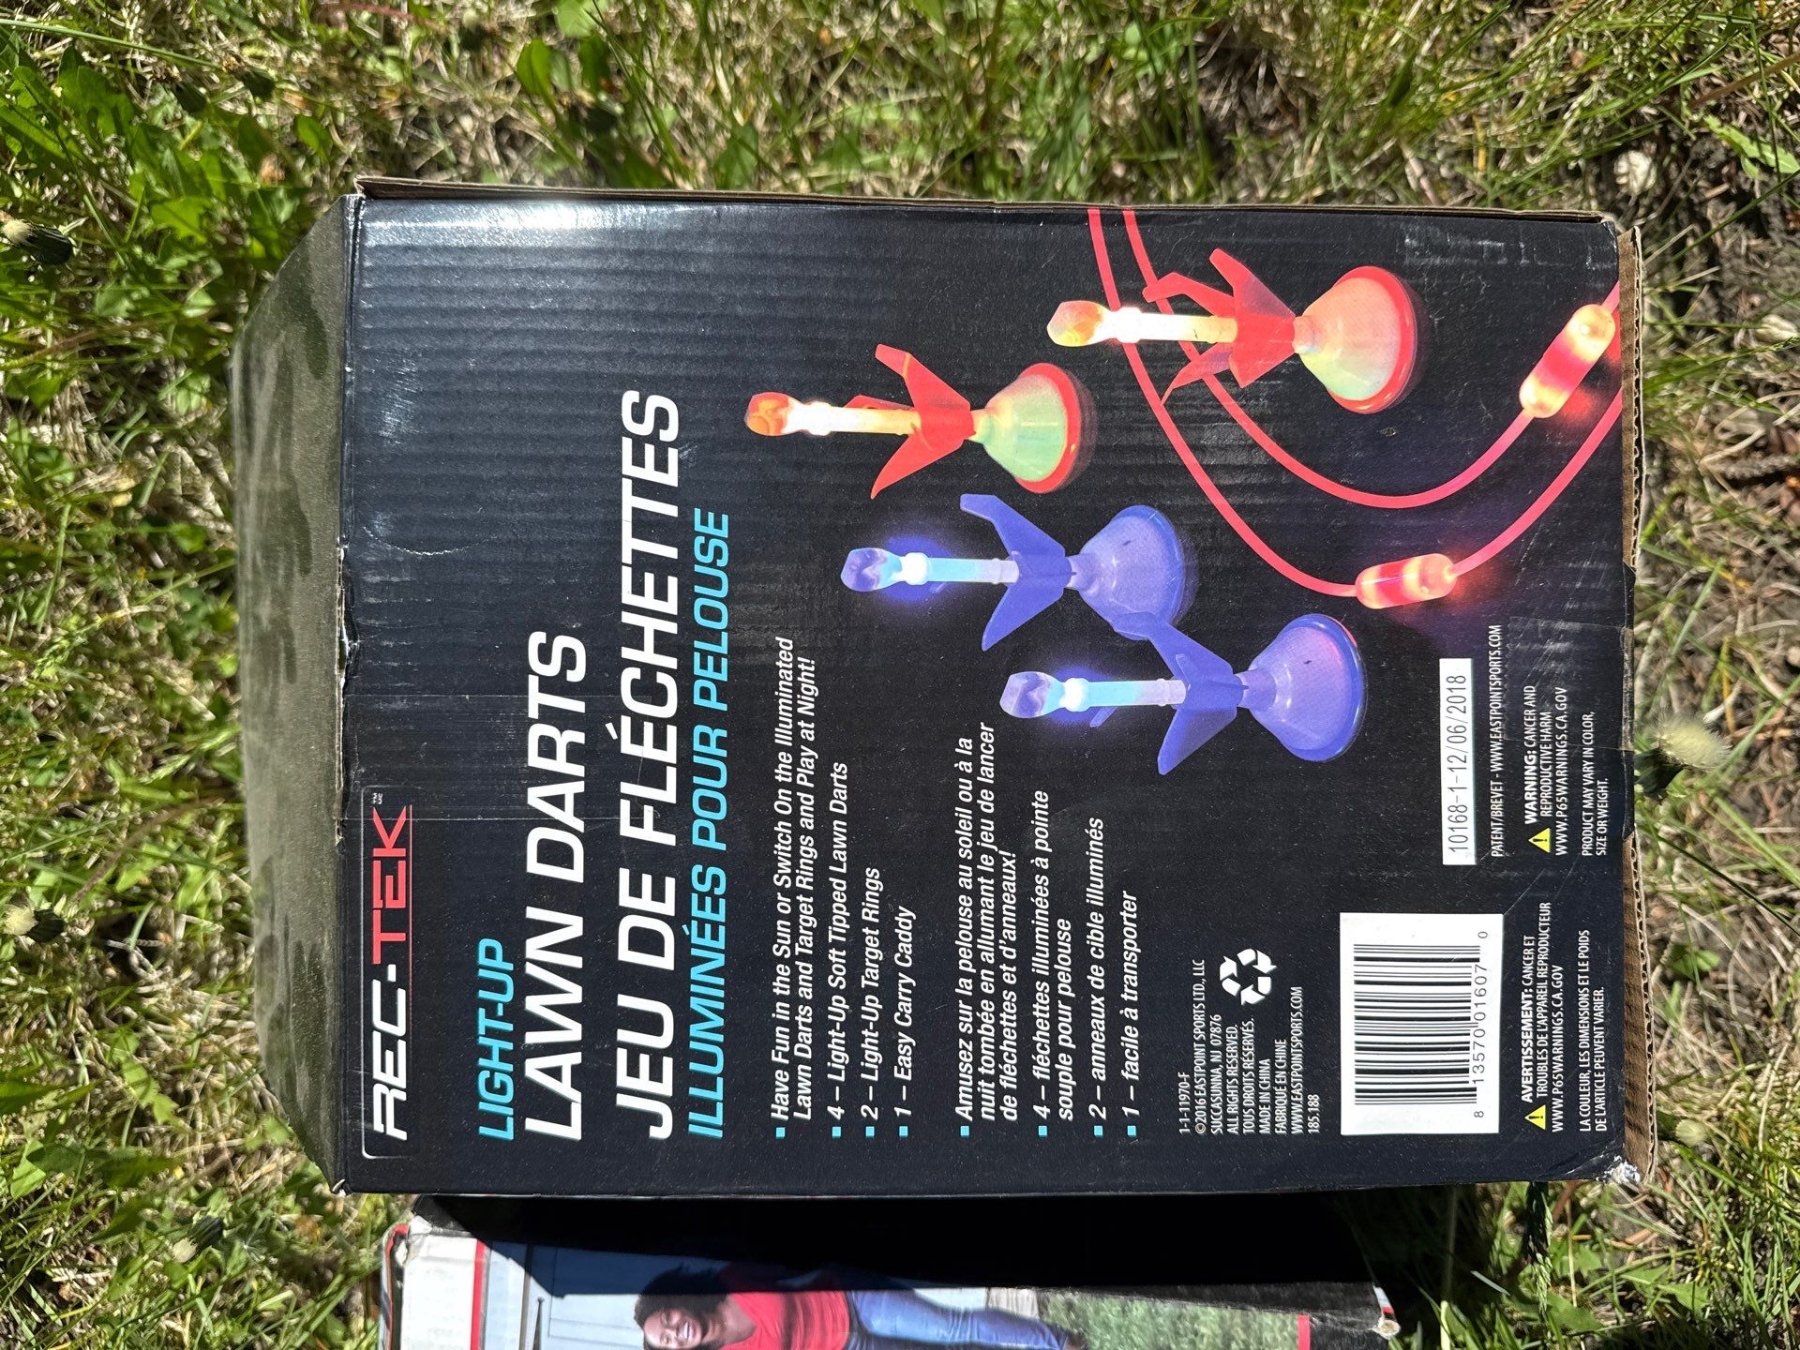 REC-TEK™
LIGHT-UP
LAWN DARTS
JEU DE FLÉCHETTES
ILLUMINÉES POUR PELOUSE
Have Fun in the Sun or Switch On the Illuminated
Lawn Darts and Target Rings and Play at Night!
4 – Light-Up Soft Tipped Lawn Darts
2 – Light-Up Target Rings
1 – Easy Carry Caddy
Amusez sur la pelouse au soleil ou à la
nuit tombée en allumant le jeu de lancer
de fléchettes et d'anneaux!
4 – fléchettes illuminées à pointe
souple pour pelouse
2 – anneaux de cible illuminés
1 – facile à transporter
1-1-11970-F
©2016 EASTPOINT SPORTS LTD., LLC
SUCCASUNNA, NJ 07876
ALL RIGHTS RESERVED.
TOUS DROITS RÉSERVÉS.
MADE IN CHINA
FABRIQUÉ EN CHINE
WWW.EASTPOINTSPORTS.COM
185.188
8 13570 01607 0
10168-1-12/06/2018
PATENT/BREVET - WWW.EASTPOINTSPORTS.COM
AVERTISSEMENT: CANCER ET
TROUBLES DE L'APPAREIL REPRODUCTEUR
WWW.P65WARNINGS.CA.GOV
LA COULEUR, LES DIMENSIONS ET LE POIDS
DE L'ARTICLE PEUVENT VARIER.
WARNING: CANCER AND
REPRODUCTIVE HARM
WWW.P65WARNINGS.CA.GOV
PRODUCT MAY VARY IN COLOR,
SIZE OR WEIGHT.